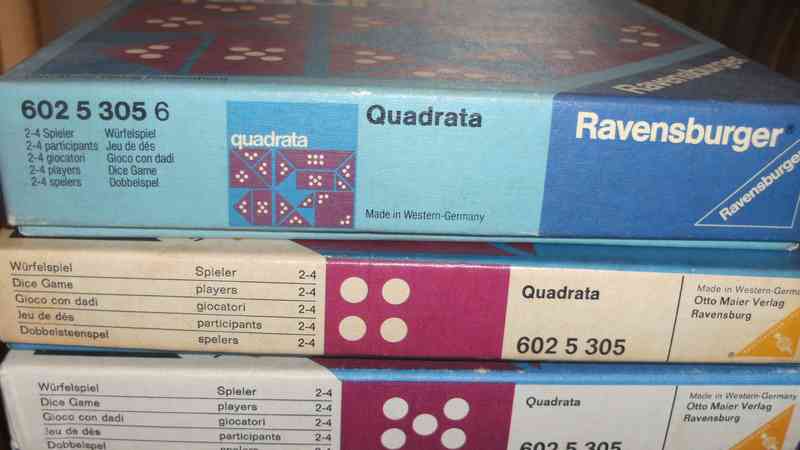 Ravensburger
602 5 305 6
2-4 Spieler Würfelspiel
2-4 participants Jeu de dés
2-4 giocatori Gioco con dadi
2-4 players Dice Game
2-4 spelers Dobbelspel
quadrata
Quadrata
Made in Western-Germany
Ravensburger®
Ravensburger
Würfelspiel Spieler 2-4
Dice Game players 2-4
Gioco con dadi giocatori 2-4
Jeu de dés participants 2-4
Dobbelsteenspel spelers 2-4
Quadrata
602 5 305
Made in Western-Germa
Otto Maier Verlag
Ravensburg
Würfelspiel Spieler 2-4
Dice Game players 2-4
Gioco con dadi giocatori 2-4
Jeu de dés participants 2-4
Dobbelspel spelers 2-4
Quadrata
602 5 305
Made in Western-Germany
Otto Maier Verlag
Ravensburg